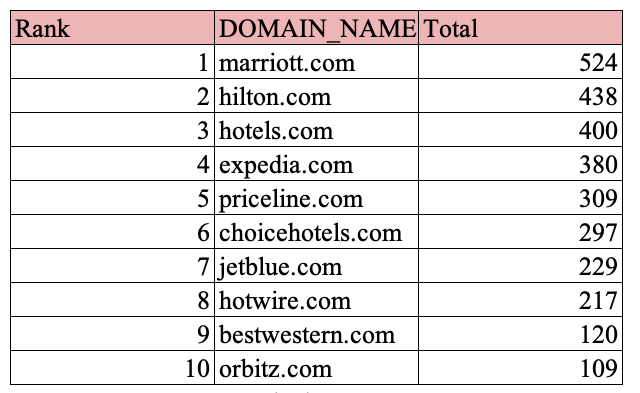 Rank DOMAIN_NAME Total
1 marriott.com 524
2 hilton.com 438
3 hotels.com 400
4 expedia.com 380
5 priceline.com 309
6 choicehotels.com 297
7 jetblue.com 229
8 hotwire.com 217
9 bestwestern.com 120
10 orbitz.com 109